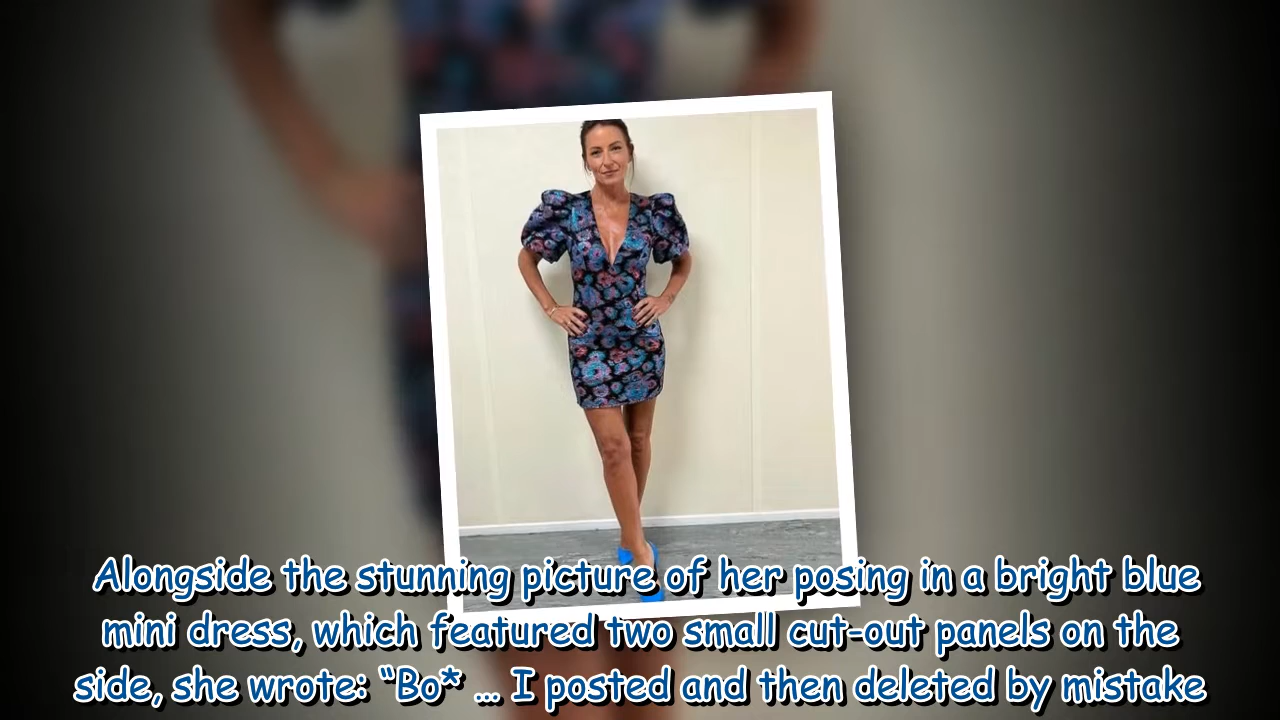 Alongside the stunning picture of her posing in a bright blue
mini dress, which featured two small cut-out panels on the
side, she wrote: “Bo* … I posted and then deleted by mistake